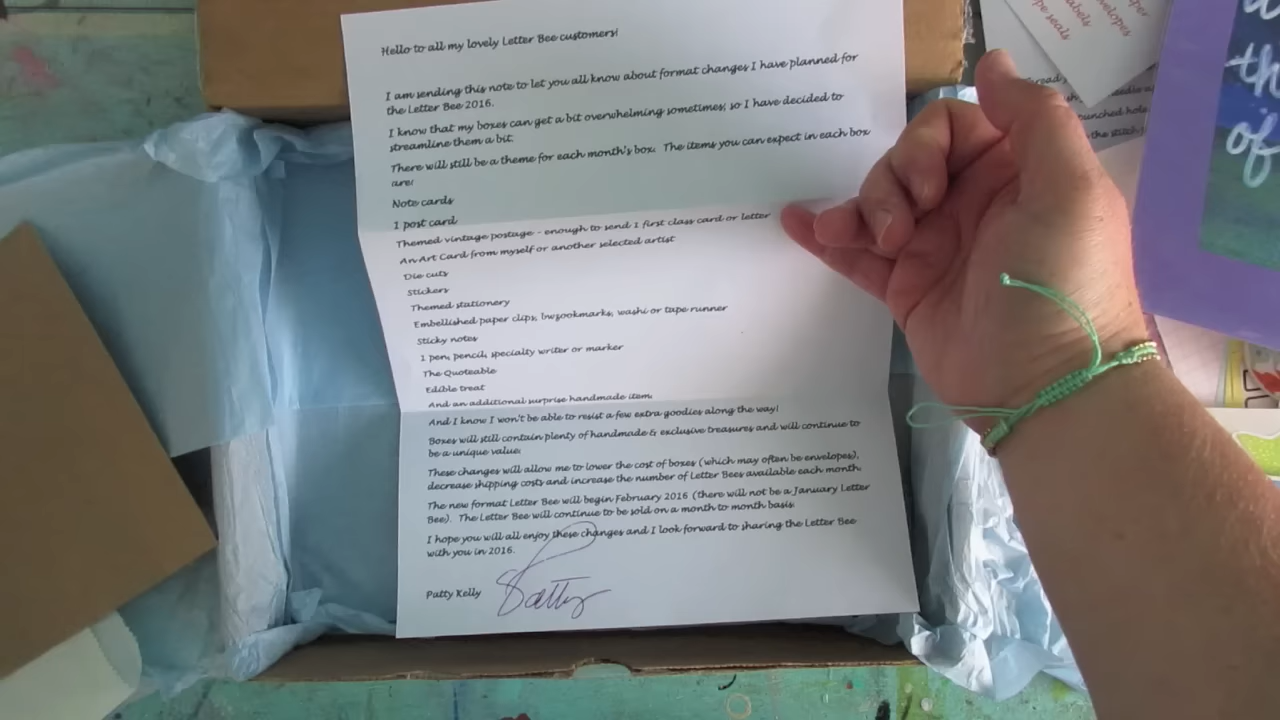 Hello to all my lovely Letter Bee customers!
I am sending this note to let you all know about format changes I have planned for
the Letter Bee 2016.
I know that my boxes can get a bit overwhelming sometimes, so I have decided to
streamline them a bit.
There will still be a theme for each month's box. The items you can expect in each box
are:
Note cards
1 post card
Themed vintage postage - enough to send 1 first class card or letter
An Art Card from myself or another selected artist
Die cuts
Stickers
Themed stationery
Embellished paper clips, bwzookmarks, washi or tape runner
Sticky notes
1 pen, pencil, specialty writer or marker
The Quoteable
Edible treat
And an additional surprise handmade item
And I know I won't be able to resist a few extra goodies along the way!
Boxes will still contain plenty of handmade & exclusive treasures and will continue to
be a unique value.
These changes will allow me to lower the cost of boxes (which may often be envelopes),
decrease shipping costs and increase the number of Letter Bees available each month.
The new format Letter Bee will begin February 2016 (there will not be a January Letter
Bee). The Letter Bee will continue to be sold on a month to month basis.
I hope you will all enjoy these changes and I look forward to sharing the Letter Bee
with you in 2016.
Patty Kelly
Patty
labels
seals
punched hole
the stitch
of